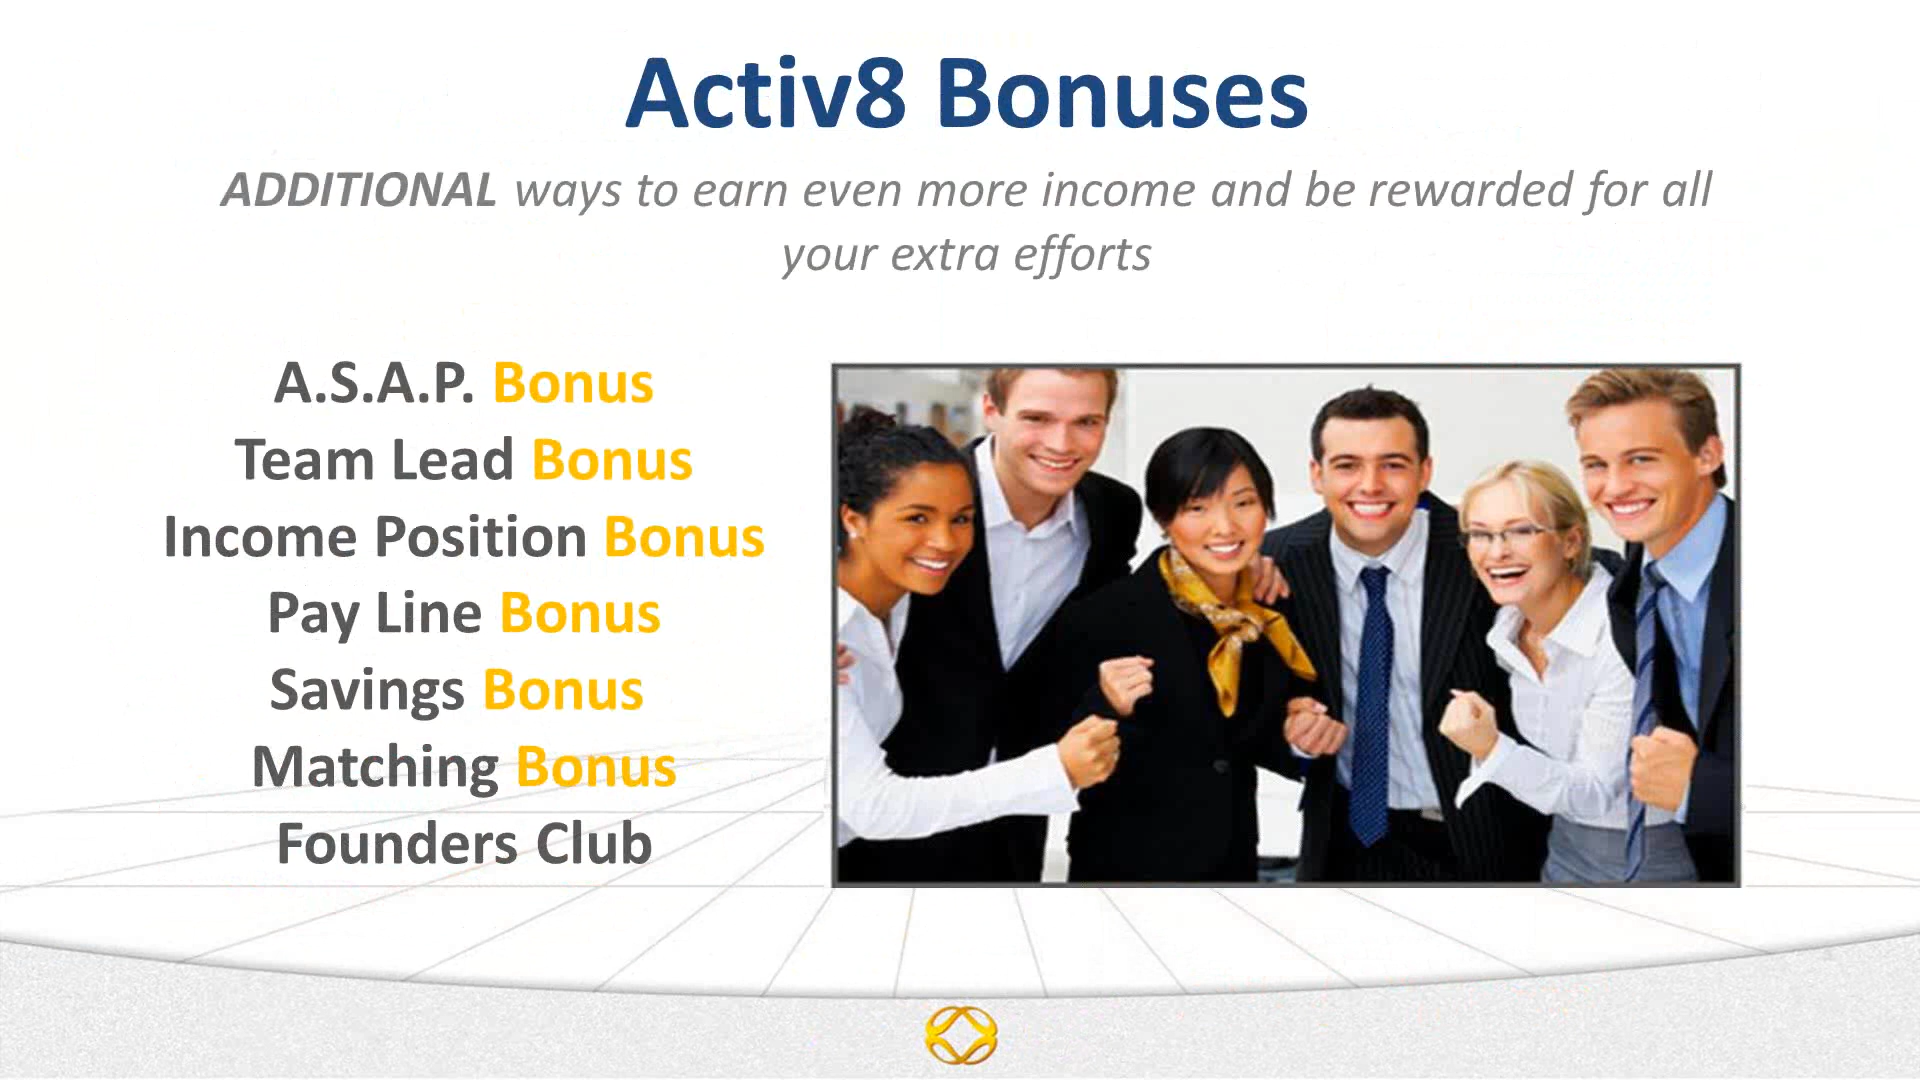 Activ8 Bonuses
ADDITIONAL ways to earn even more income and be rewarded for all
your extra efforts
A.S.A.P. Bonus
Team Lead Bonus
Income Position Bonus
Pay Line Bonus
Savings Bonus
Matching Bonus
Founders Club